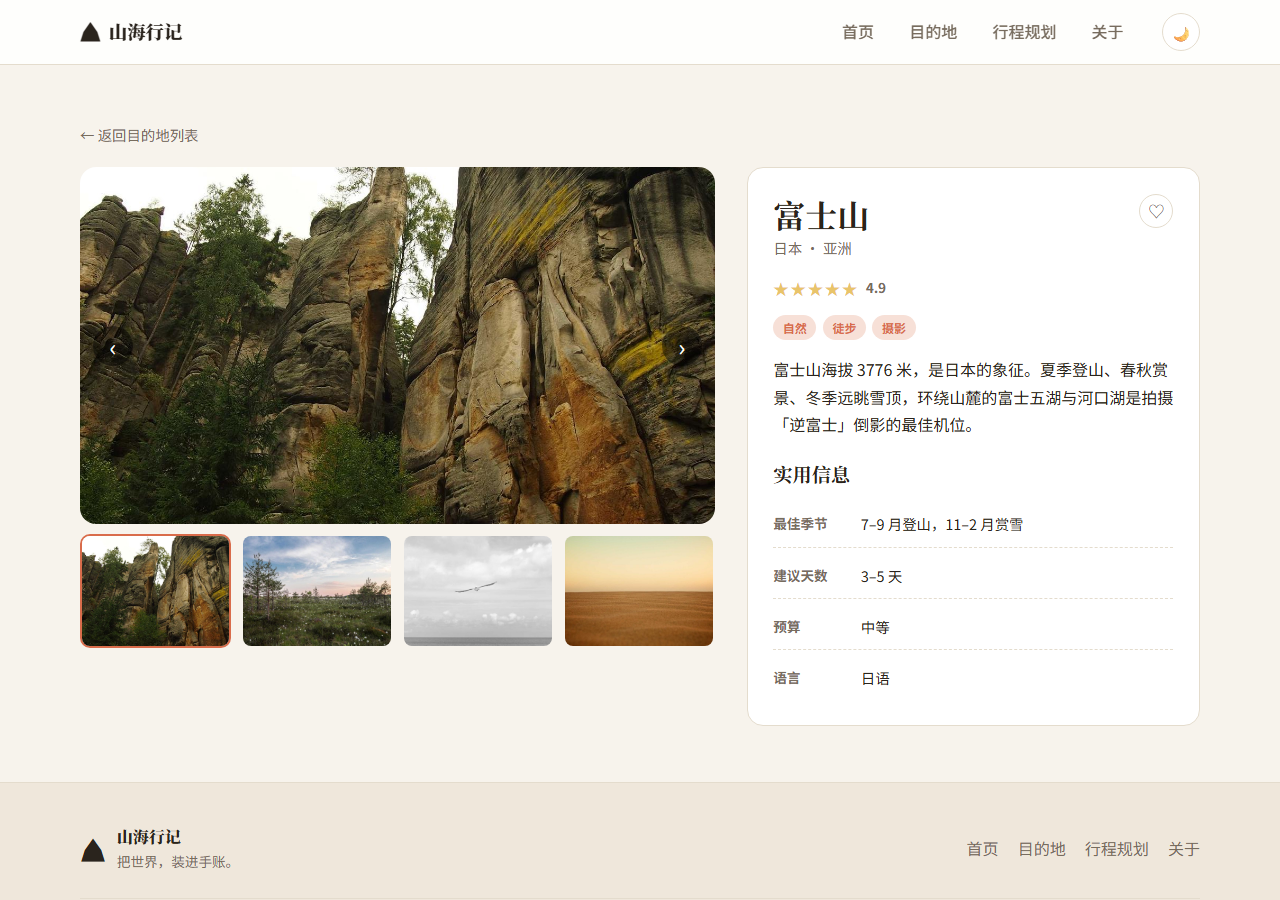 山海行记
首页 目的地 行程规划 关于
← 返回目的地列表
富士山
日本 · 亚洲
★★★★★ 4.9
自然 徒步 摄影
富士山海拔 3776 米，是日本的象征。夏季登山、春秋赏
景、冬季远眺雪顶，环绕山麓的富士五湖与河口湖是拍摄
「逆富士」倒影的最佳机位。
实用信息
最佳季节 7–9 月登山，11–2 月赏雪
建议天数 3–5 天
预算 中等
语言 日语
山海行记
把世界，装进手账。
首页 目的地 行程规划 关于